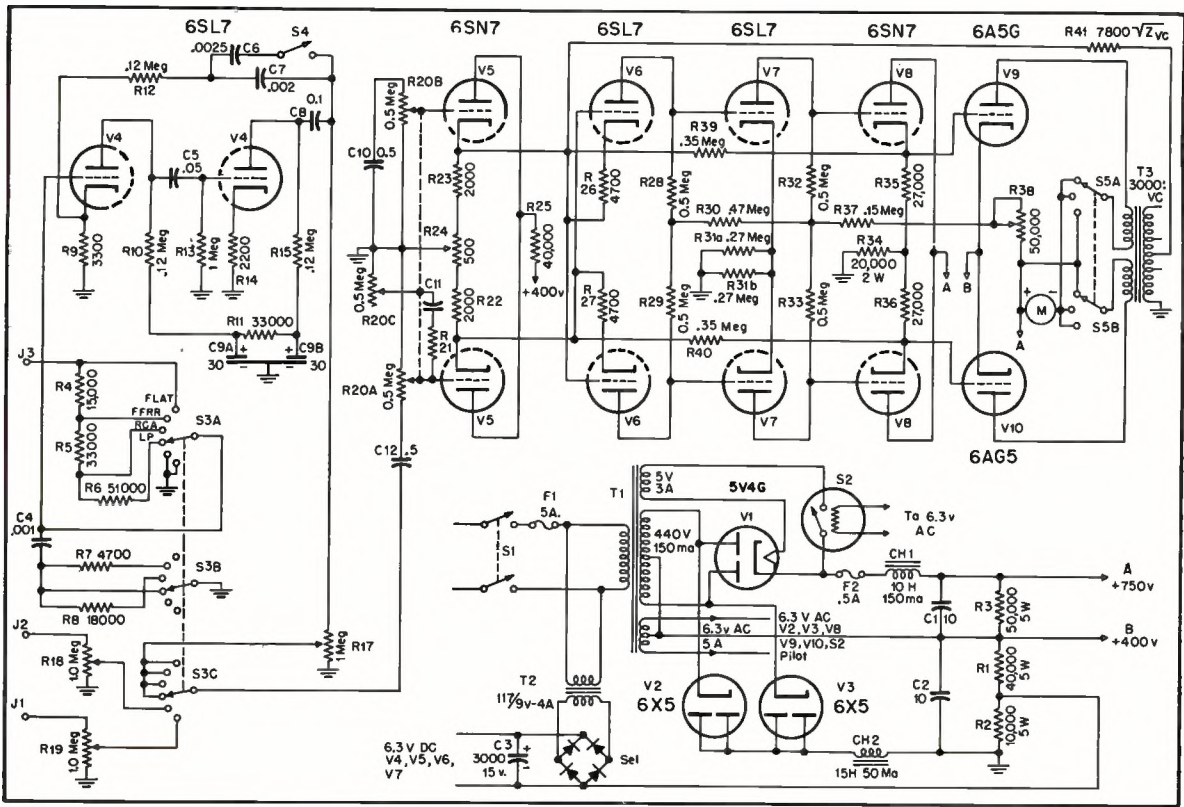 6SL7
6SN7
6SL7
6SL7
6SN7
6A5G
.0025
C6
S4
R41 7800√Zvc
.12 Meg
R12
C7
.002
C8
0.1
R20B
0.5 Meg
V5
V6
V7
V8
V9
V4
C5
.05
V4
C10 0.5
R39
.35 Meg
R23
2000
R
26
4700
R28
0.5 Meg
R32
0.5 Meg
R35
27,000
R38
50,000
S5A
T3
3000:
VC
R25
40,000
+400v
R24
500
R30 .47 Meg
R37 .15 Meg
R31a .27 Meg
R31b
.27 Meg
R34
20,000
2 W
A
B
R9
3300
R10
.12 Meg
R13
1 Meg
R14
2200
R15
.12 Meg
R20C
0.5 Meg
C11
R
21
R22
2000
R
27
4700
R29
0.5 Meg
R33
0.5 Meg
R36
27,000
+ M −
A
S5B
R11 33000
C9A
30
C9B
30
.35 Meg
R40
J3
R4
15,000
FLAT
FFRR
RCA
LP
S3A
R5
33000
R6 51000
R20A
0.5 Meg
V5
V6
V7
V8
V10
6AG5
C12 .5
C4
.001
R7 4700
S3B
R8 18000
F1
5A.
S1
T1
5V
3A
5V4G
V1
S2
To 6.3 v
AC
440V
150 ma
F2
.5A
CH1
10 H
150ma
A
+750v
C1 10
R3
50,000
5 W
6.3v AC
5 A
6.3 V AC
V2, V3, V8
V9, V10, S2
Pilot
B
+400v
J2
R18
1.0 Meg
S3C
R17
1 Meg
T2
117/9v-4A
V2
6X5
V3
6X5
C2
10
R1
40,000
5 W
R2
10,000
5W
J1
R19
1.0 Meg
6.3 V DC
V4, V5, V6,
V7
C3
3000
15 v.
Sel
CH2
15H 50 Ma